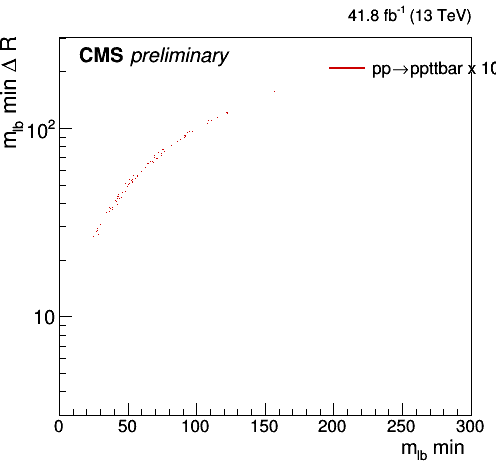 41.8 fb⁻¹ (13 TeV)
CMS preliminary
pp→ppttbar x 10
m_lb min Δ R
10²
10
0 50 100 150 200 250 300
m_lb min